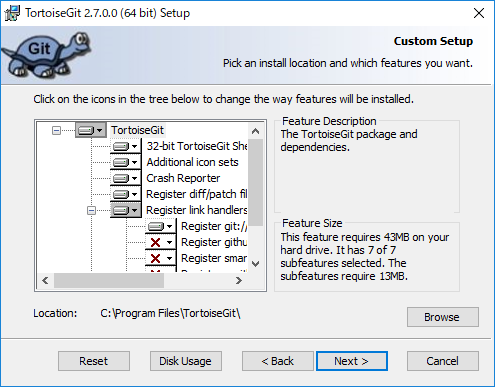 TortoiseGit 2.7.0.0 (64 bit) Setup
Git
Custom Setup
Pick an install location and which features you want.
Click on the icons in the tree below to change the way features will be installed.
TortoiseGit
32-bit TortoiseGit She
Additional icon sets
Crash Reporter
Register diff/patch fil
Register link handlers
Register git://
Register githu
Register smar
Feature Description
The TortoiseGit package and
dependencies.
Feature Size
This feature requires 43MB on your
hard drive. It has 7 of 7
subfeatures selected. The
subfeatures require 13MB.
Location: C:\Program Files\TortoiseGit\
Browse
Reset Disk Usage < Back Next > Cancel